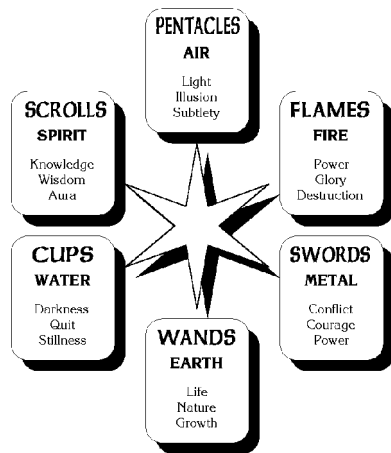 PENTACLES
AIR
Light
Illusion
Subtlety
SCROLLS
SPIRIT
Knowledge
Wisdom
Aura
FLAMES
FIRE
Power
Glory
Destruction
CUPS
WATER
Darkness
Quit
Stillness
SWORDS
METAL
Conflict
Courage
Power
WANDS
EARTH
Life
Nature
Growth